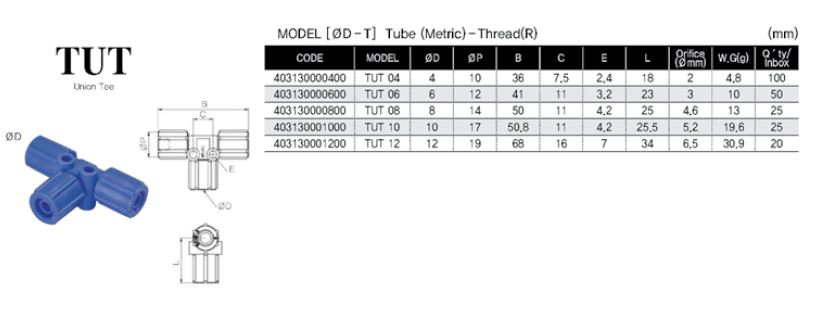 MODEL [ØD-T] Tube (Metric)-Thread(R) (mm)
TUT
Union Tee
CODE MODEL ØD ØP B C E L Orifice (Ømm) W.G(g) Q'ty/Inbox
403130000400 TUT 04 4 10 36 7,5 2,4 18 2 4,8 100
403130000600 TUT 06 6 12 41 11 3,2 23 3 10 50
403130000800 TUT 08 8 14 50 11 4,2 25 4,6 13 25
403130001000 TUT 10 10 17 50,8 11 4,2 25,5 5,2 19,6 25
403130001200 TUT 12 12 19 68 16 7 34 6,5 30,9 20
B
C
ØD
ØP
E
ØD
L